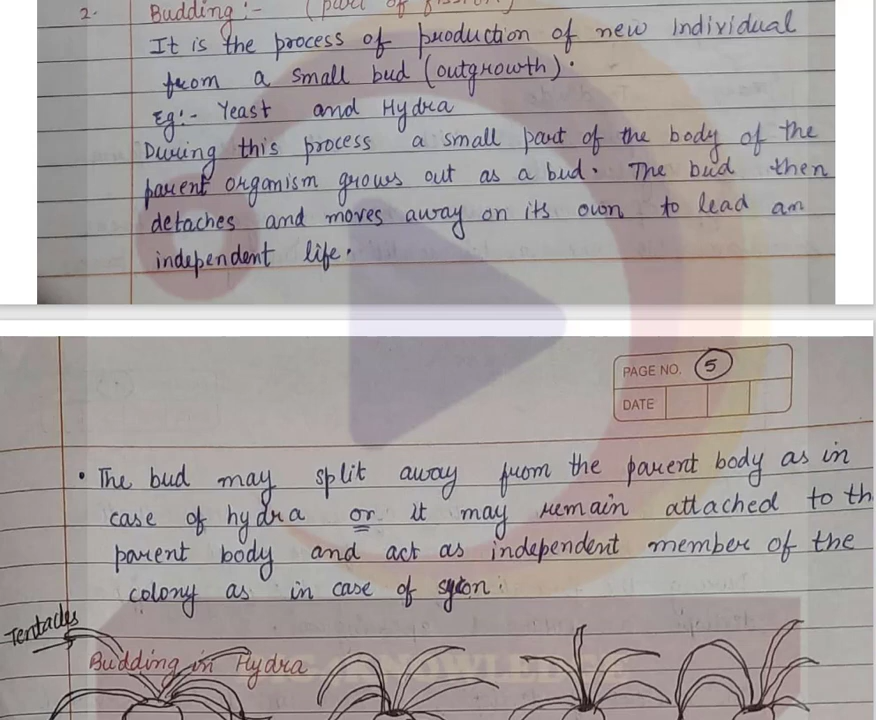 2. Budding :- (part of fission)
It is the process of production of new individual
from a small bud (outgrowth).
Eg:- Yeast and Hydra
During this process a small part of the body of the
parent organism grows out as a bud. The bud then
detaches and moves away on its own to lead an
independent life.
PAGE NO. 5
DATE
• The bud may split away from the parent body as in
case of hydra or it may remain attached to th
parent body and act as independent member of the
colony as in case of sycon.
Tentacles
Budding in Hydra